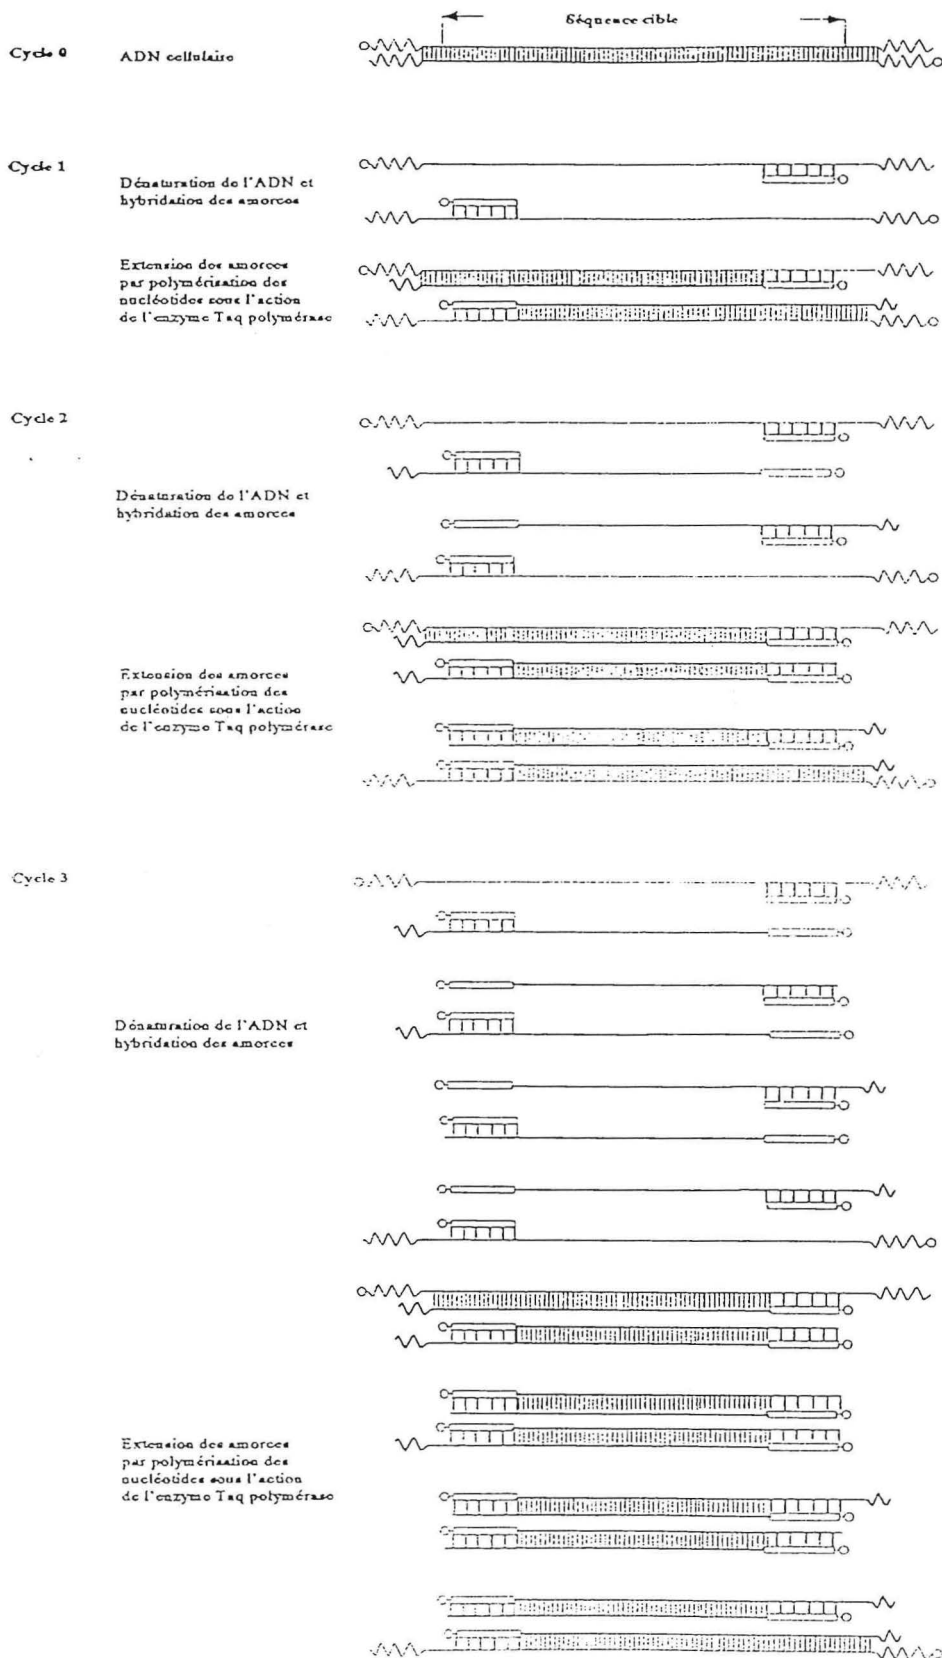 Séquence cible
Cycle 0
ADN cellulaire
Cycle 1
Dénaturation de l'ADN et
hybridation des amorces
Extension des amorces
par polymérisation des
nucléotides sous l'action
de l'enzyme Taq polymérase
Cycle 2
Dénaturation de l'ADN et
hybridation des amorces
Extension des amorces
par polymérisation des
nucléotides sous l'action
de l'enzyme Taq polymérase
Cycle 3
Dénaturation de l'ADN et
hybridation des amorces
Extension des amorces
par polymérisation des
nucléotides sous l'action
de l'enzyme Taq polymérase